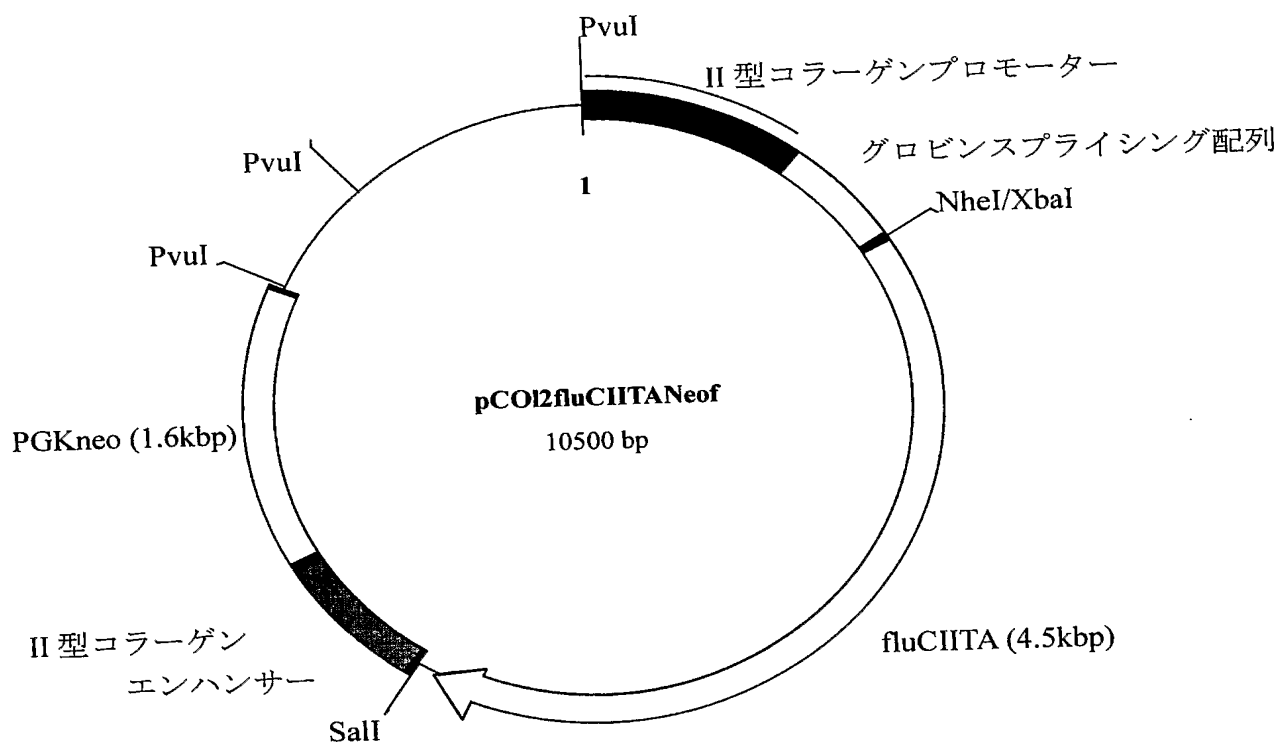 PvuI
II 型コラーゲンプロモーター
グロビンスプライシング配列
PvuI
1
NheI/XbaI
PvuI
pCOl2fluCIITANeof
10500 bp
PGKneo (1.6kbp)
fluCIITA (4.5kbp)
II 型コラーゲン
エンハンサー
SalI